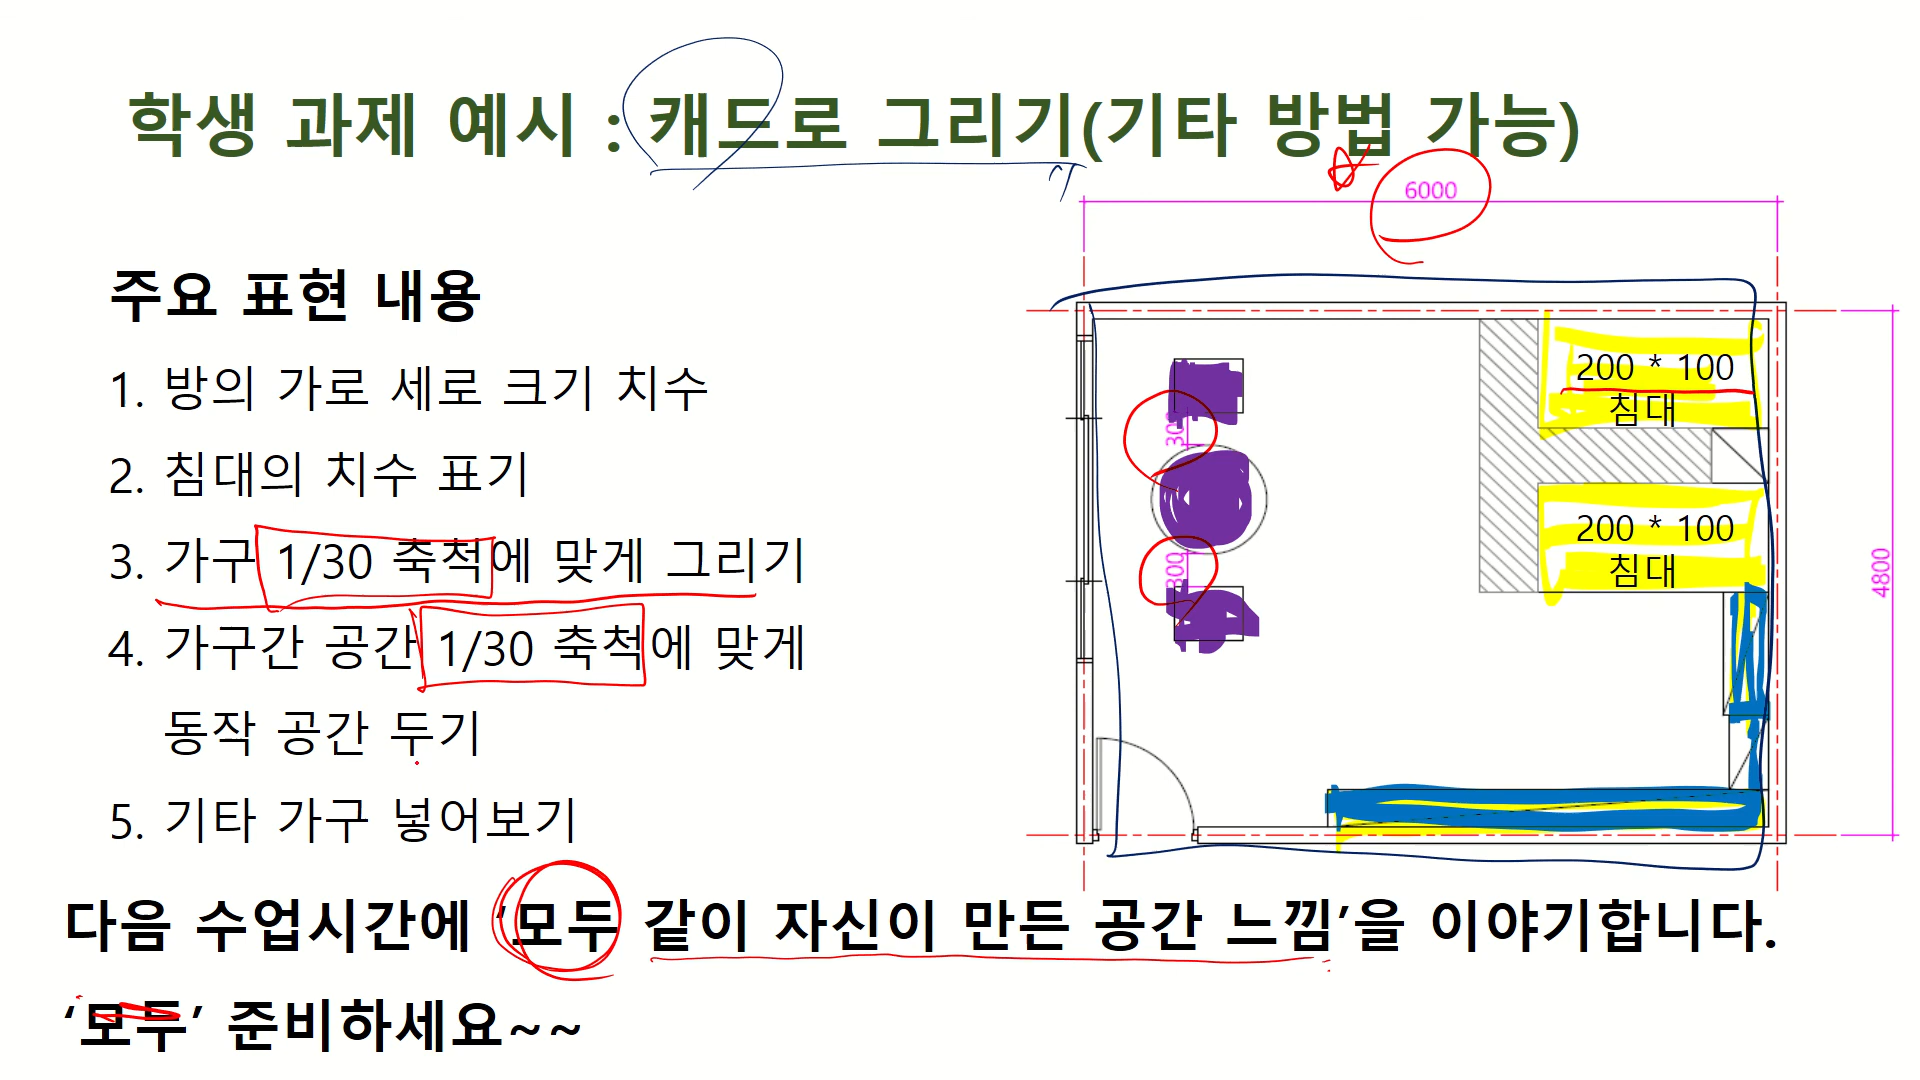 학생 과제 예시 : 캐드로 그리기(기타 방법 가능)
6000
주요 표현 내용
1. 방의 가로 세로 크기 치수
2. 침대의 치수 표기
3. 가구 1/30 축척에 맞게 그리기
4. 가구간 공간 1/30 축척에 맞게
동작 공간 두기
5. 기타 가구 넣어보기
200 * 100
침대
200 * 100
침대
300
4800
다음 수업시간에 ‘모두 같이 자신이 만든 공간 느낌’을 이야기합니다.
‘모두’ 준비하세요~~